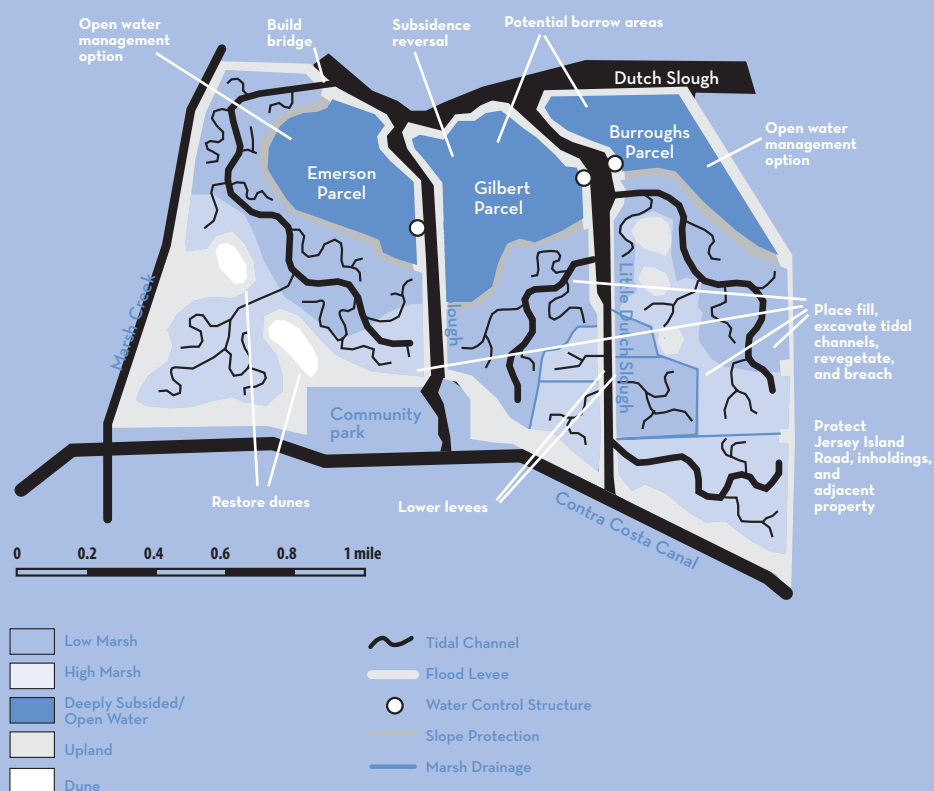 Open water
management
option
Build
bridge
Subsidence
reversal
Potential borrow areas
Dutch Slough
Burroughs
Parcel
Open water
management
option
Emerson
Parcel
Gilbert
Parcel
Marsh Creek
lough
Little Dutch Slough
Place fill,
excavate tidal
channels,
revegetate,
and breach
Community
park
Protect
Jersey Island
Road, inholdings,
and
adjacent
property
Restore dunes
Lower levees
Contra Costa Canal
0 0.2 0.4 0.6 0.8 1 mile
Low Marsh
High Marsh
Deeply Subsided/
Open Water
Upland
Dune
Tidal Channel
Flood Levee
Water Control Structure
Slope Protection
Marsh Drainage